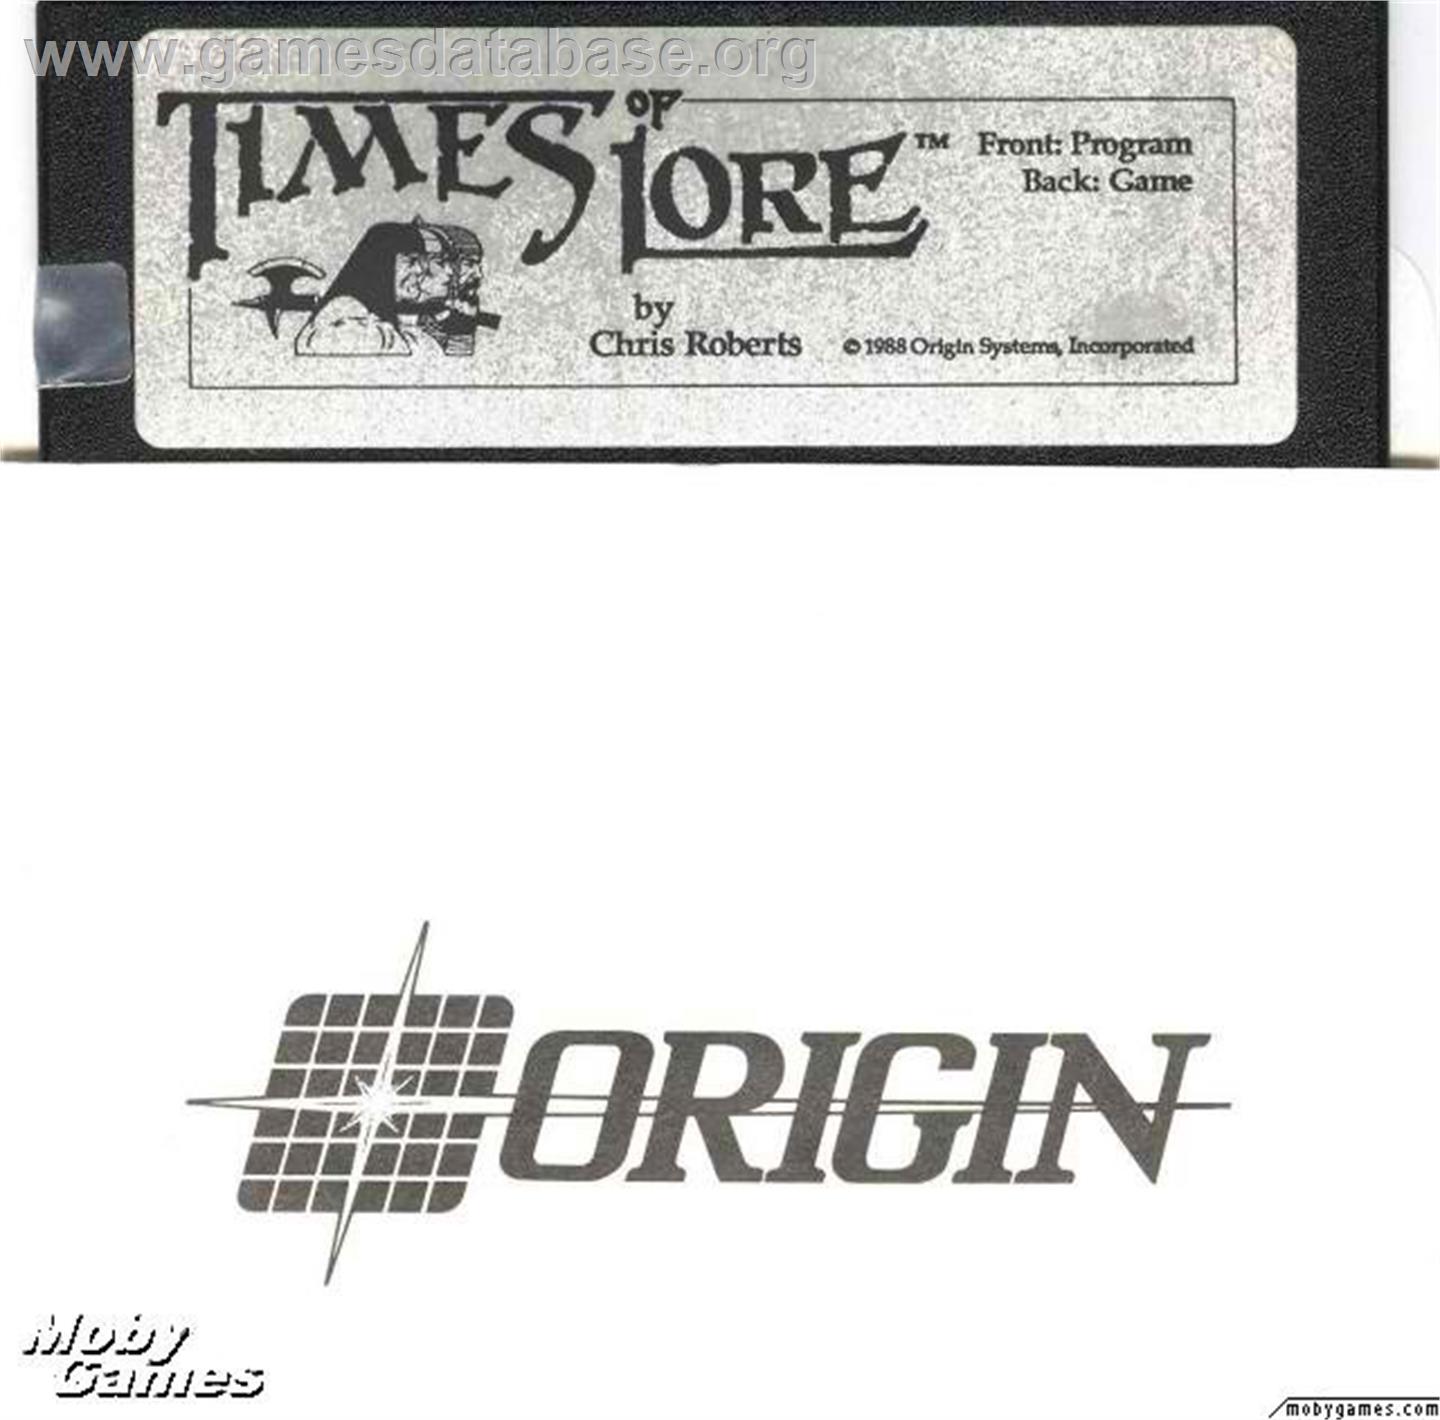 www.gamesdatabase.org
TIMES OF LORE™
Front: Program
Back: Game
by
Chris Roberts
© 1988 Origin Systems, Incorporated
ORIGIN
Moby
Games
mobygames.com